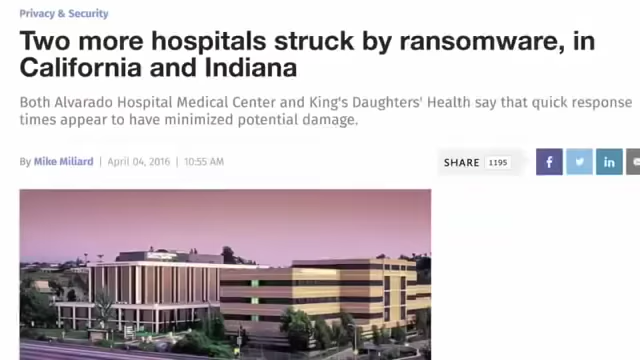 Privacy & Security
Two more hospitals struck by ransomware, in
California and Indiana
Both Alvarado Hospital Medical Center and King's Daughters' Health say that quick response
times appear to have minimized potential damage.
By Mike Miliard | April 04, 2016 | 10:55 AM
SHARE 1195